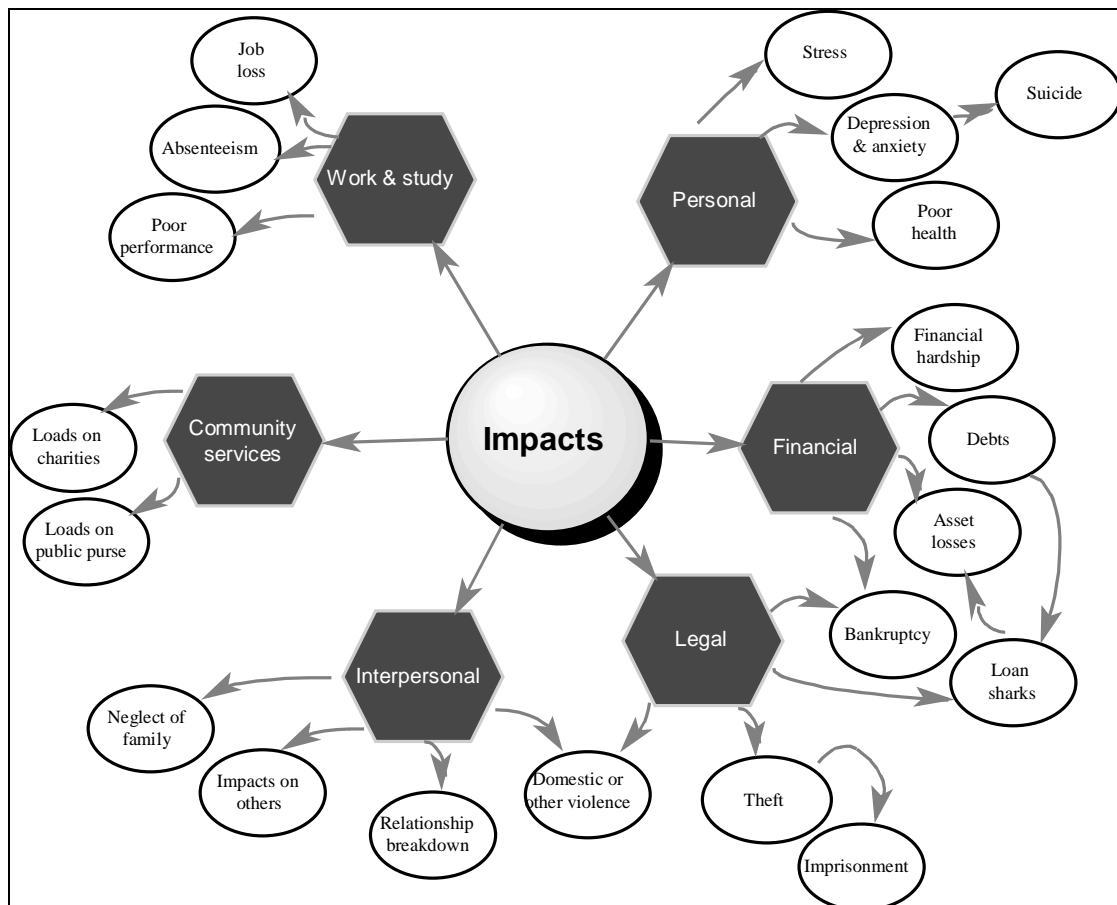 Job
loss
Absenteeism
Poor
performance
Work & study
Stress
Depression
& anxiety
Suicide
Personal
Poor
health
Financial
hardship
Debts
Financial
Asset
losses
Bankruptcy
Loan
sharks
Impacts
Community
services
Loads on
charities
Loads on
public purse
Legal
Interpersonal
Neglect of
family
Impacts on
others
Relationship
breakdown
Domestic or
other violence
Theft
Imprisonment